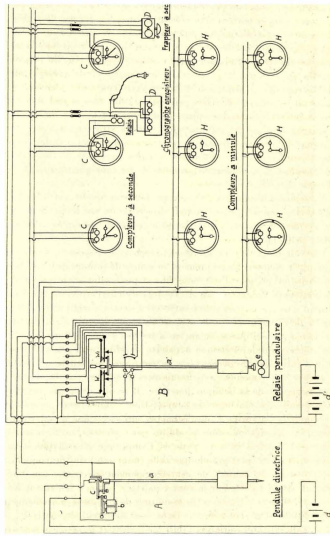 D
Frappeur à sec
C
Relais
Chronographe enregistreur
D
C
C
Compteurs à seconde
H
H
H
H
Compteurs a minute
H
H
B
a'
e
Relais pendulaire
d'
A
C
b
a
Pendule directrice
d